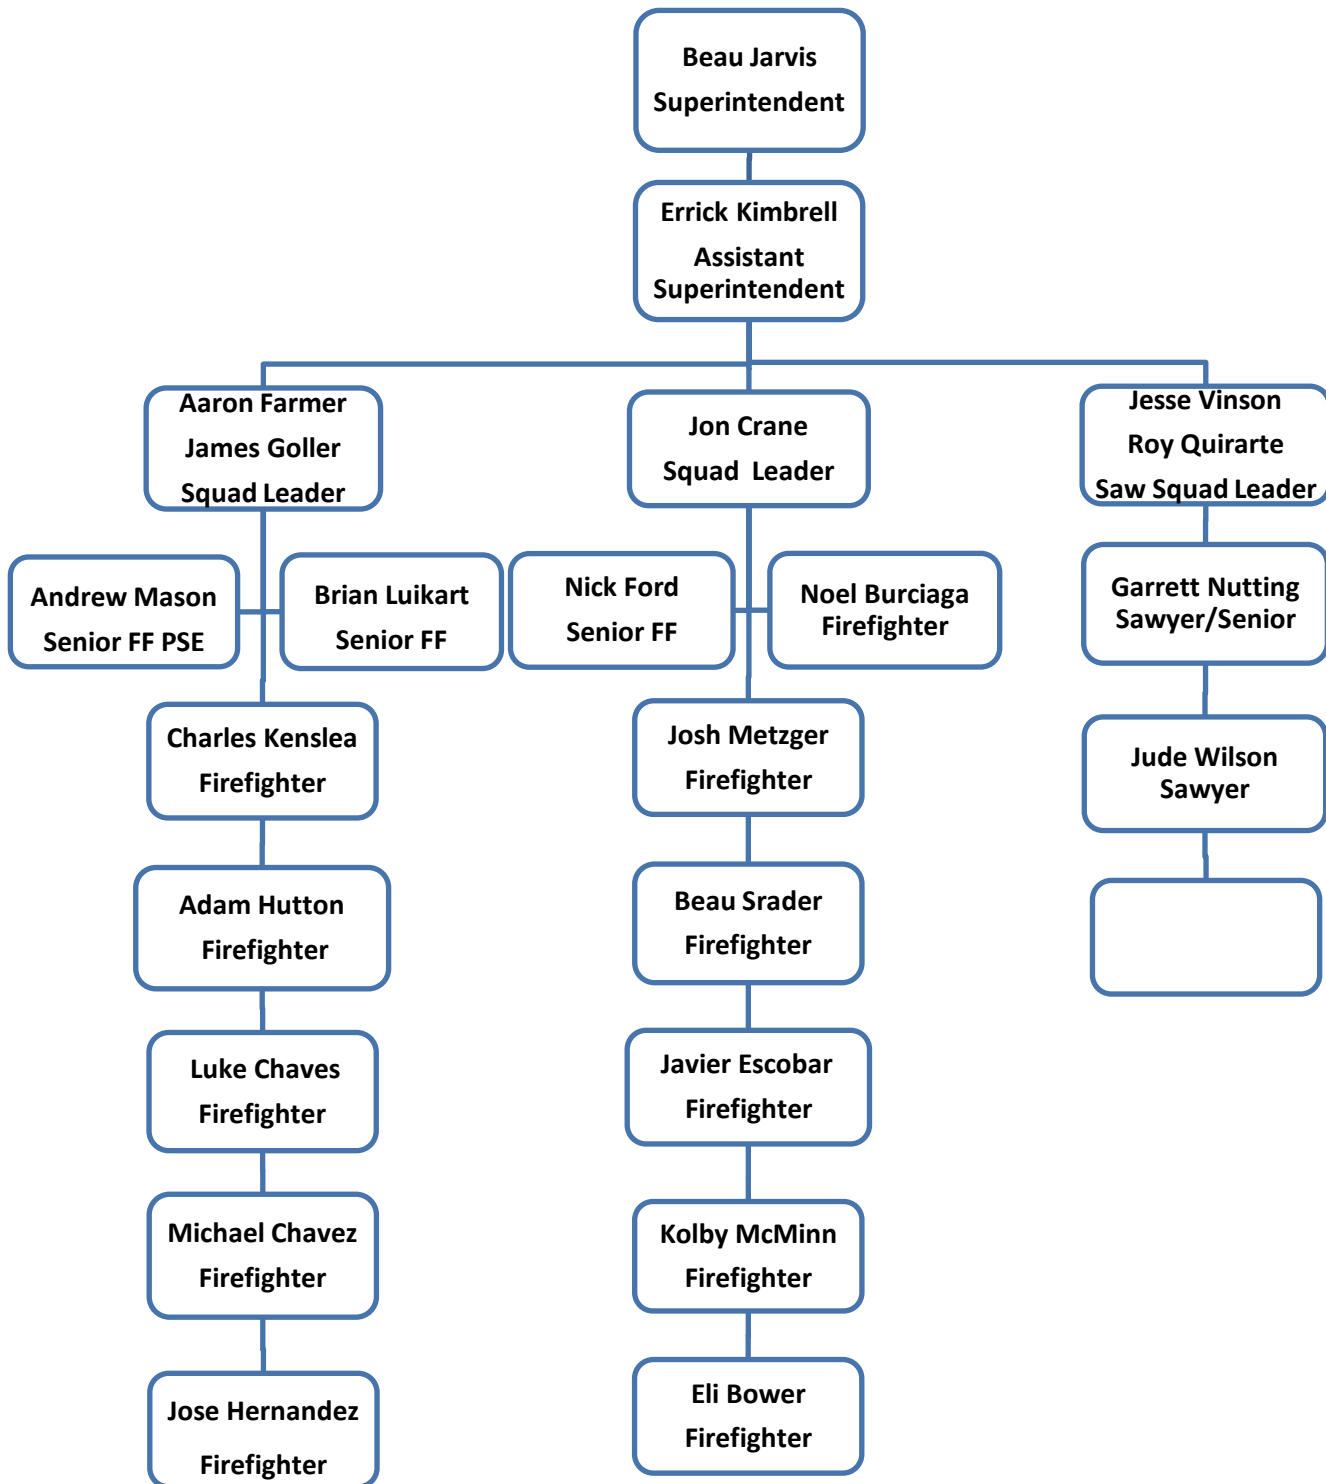 Beau Jarvis
Superintendent
Errick Kimbrell
Assistant
Superintendent
Aaron Farmer
James Goller
Squad Leader
Jon Crane
Squad  Leader
Jesse Vinson
Roy Quirarte
Saw Squad Leader
Andrew Mason
Senior FF PSE
Brian Luikart
Senior FF
Nick Ford
Senior FF
Noel Burciaga
Firefighter
Garrett Nutting
Sawyer/Senior
Charles Kenslea
Firefighter
Josh Metzger
Firefighter
Jude Wilson
Sawyer
Adam Hutton
Firefighter
Beau Srader
Firefighter
Luke Chaves
Firefighter
Javier Escobar
Firefighter
Michael Chavez
Firefighter
Kolby McMinn
Firefighter
Jose Hernandez
Firefighter
Eli Bower
Firefighter